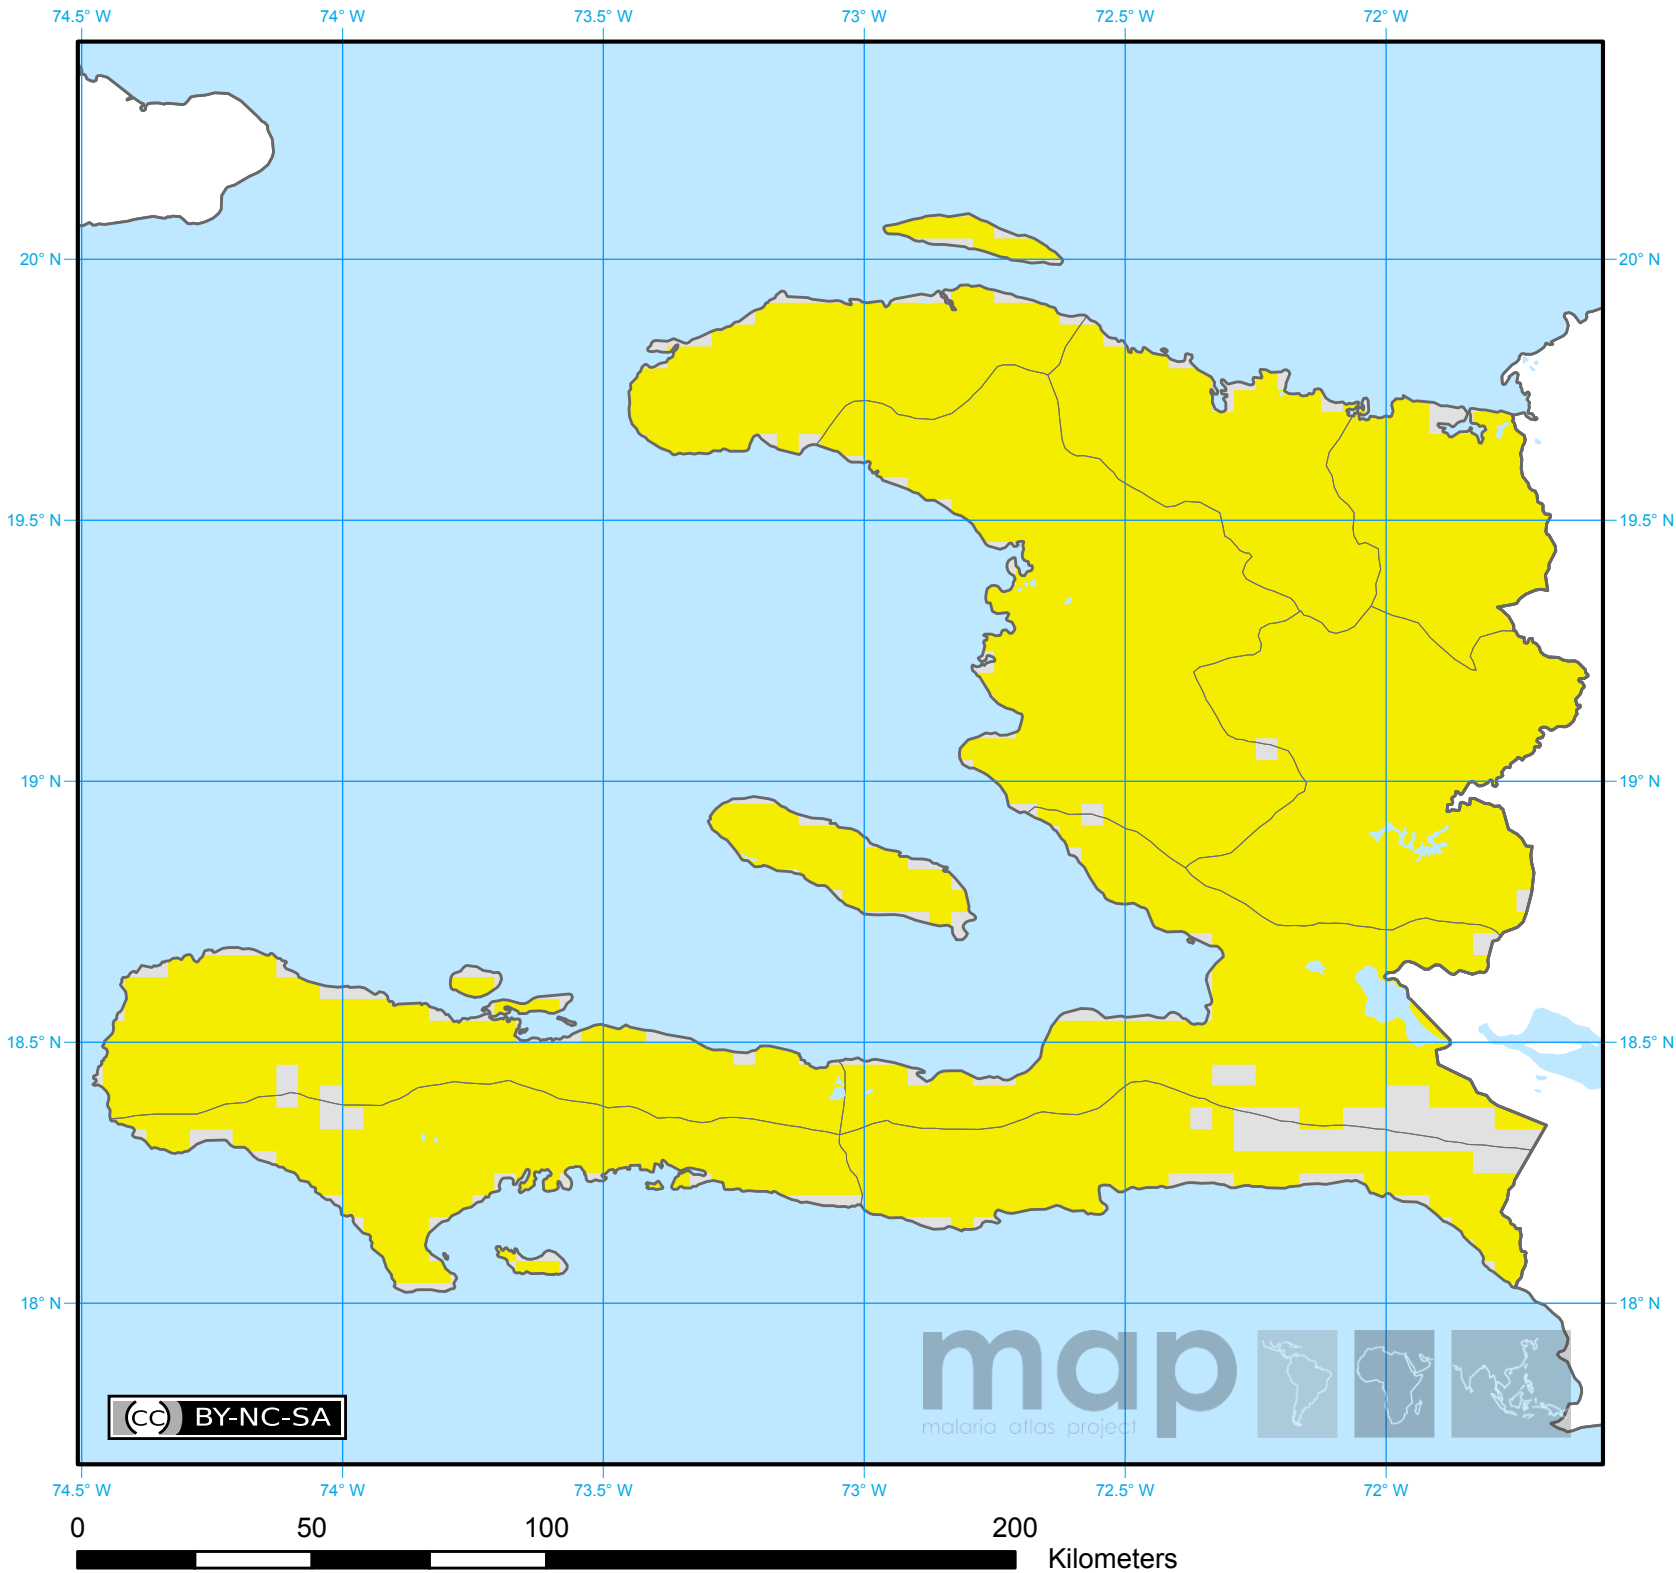 74.5° W 74° W 73.5° W 73° W 72.5° W 72° W
20° N 20° N
19.5° N 19.5° N
19° N 19° N
18.5° N 18.5° N
18° N 18° N
map
malaria atlas project
CC BY-NC-SA
74.5° W 74° W 73.5° W 73° W 72.5° W 72° W
0 50 100 200
Kilometers